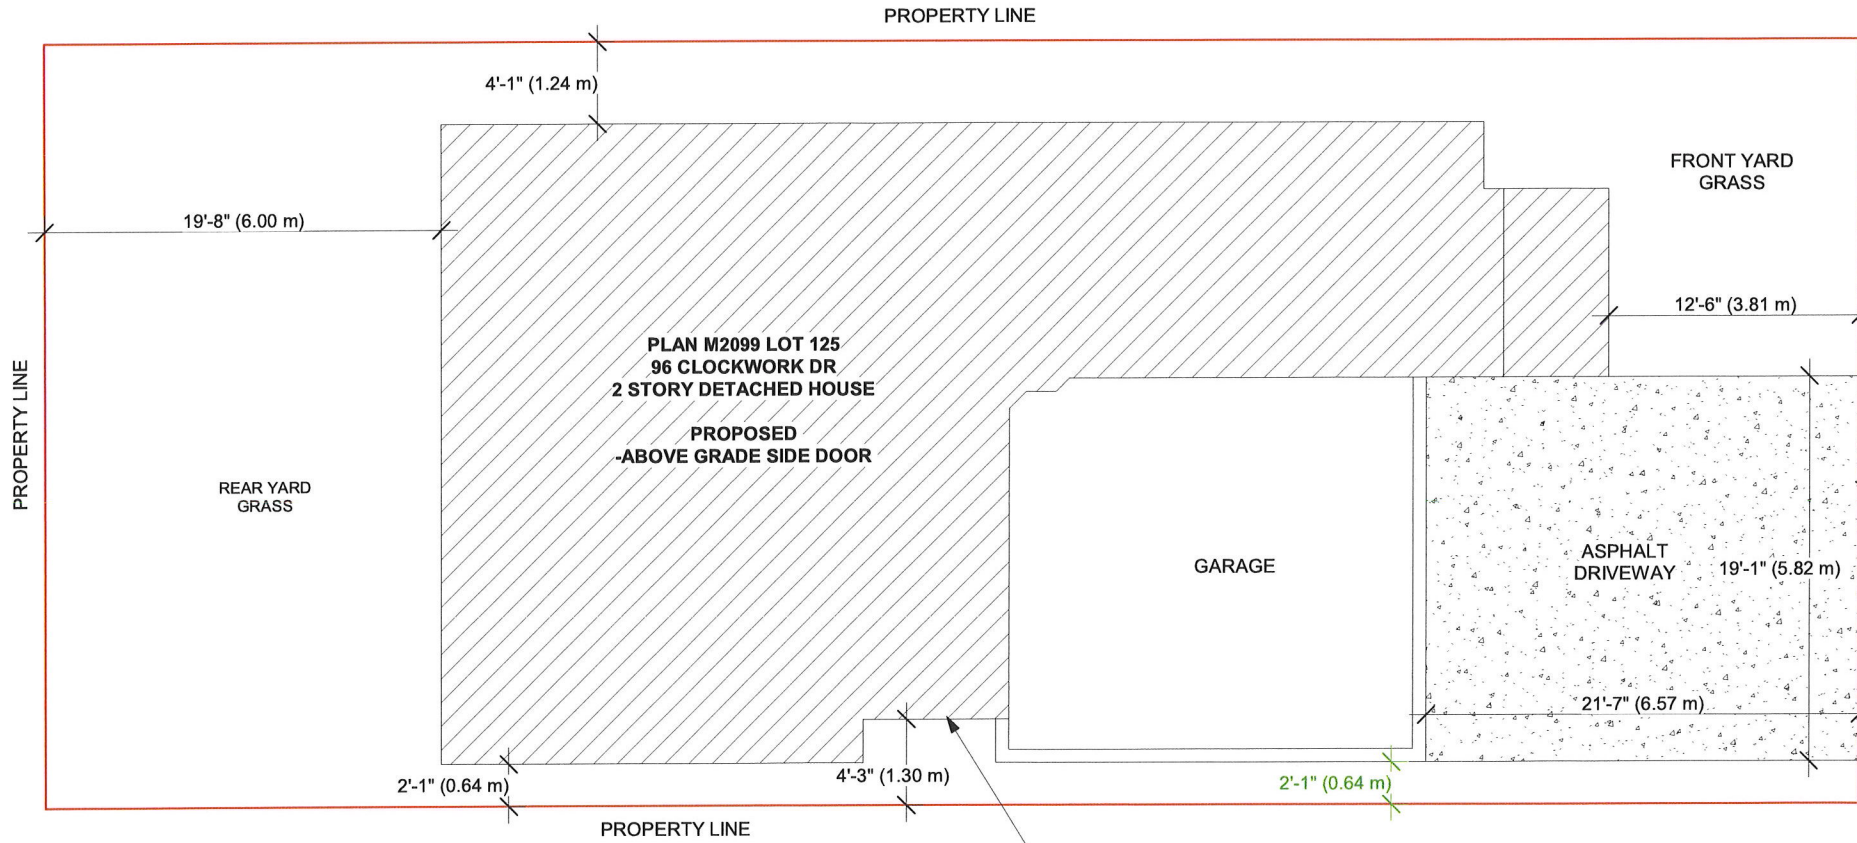 PROPERTY LINE
4'-1" (1.24 m)
FRONT YARD
GRASS
19'-8" (6.00 m)
12'-6" (3.81 m)
PLAN M2099 LOT 125
96 CLOCKWORK DR
2 STORY DETACHED HOUSE
PROPOSED
-ABOVE GRADE SIDE DOOR
PROPERTY LINE
REAR YARD
GRASS
GARAGE
ASPHALT
DRIVEWAY
19'-1" (5.82 m)
21'-7" (6.57 m)
2'-1" (0.64 m)
4'-3" (1.30 m)
2'-1" (0.64 m)
PROPERTY LINE